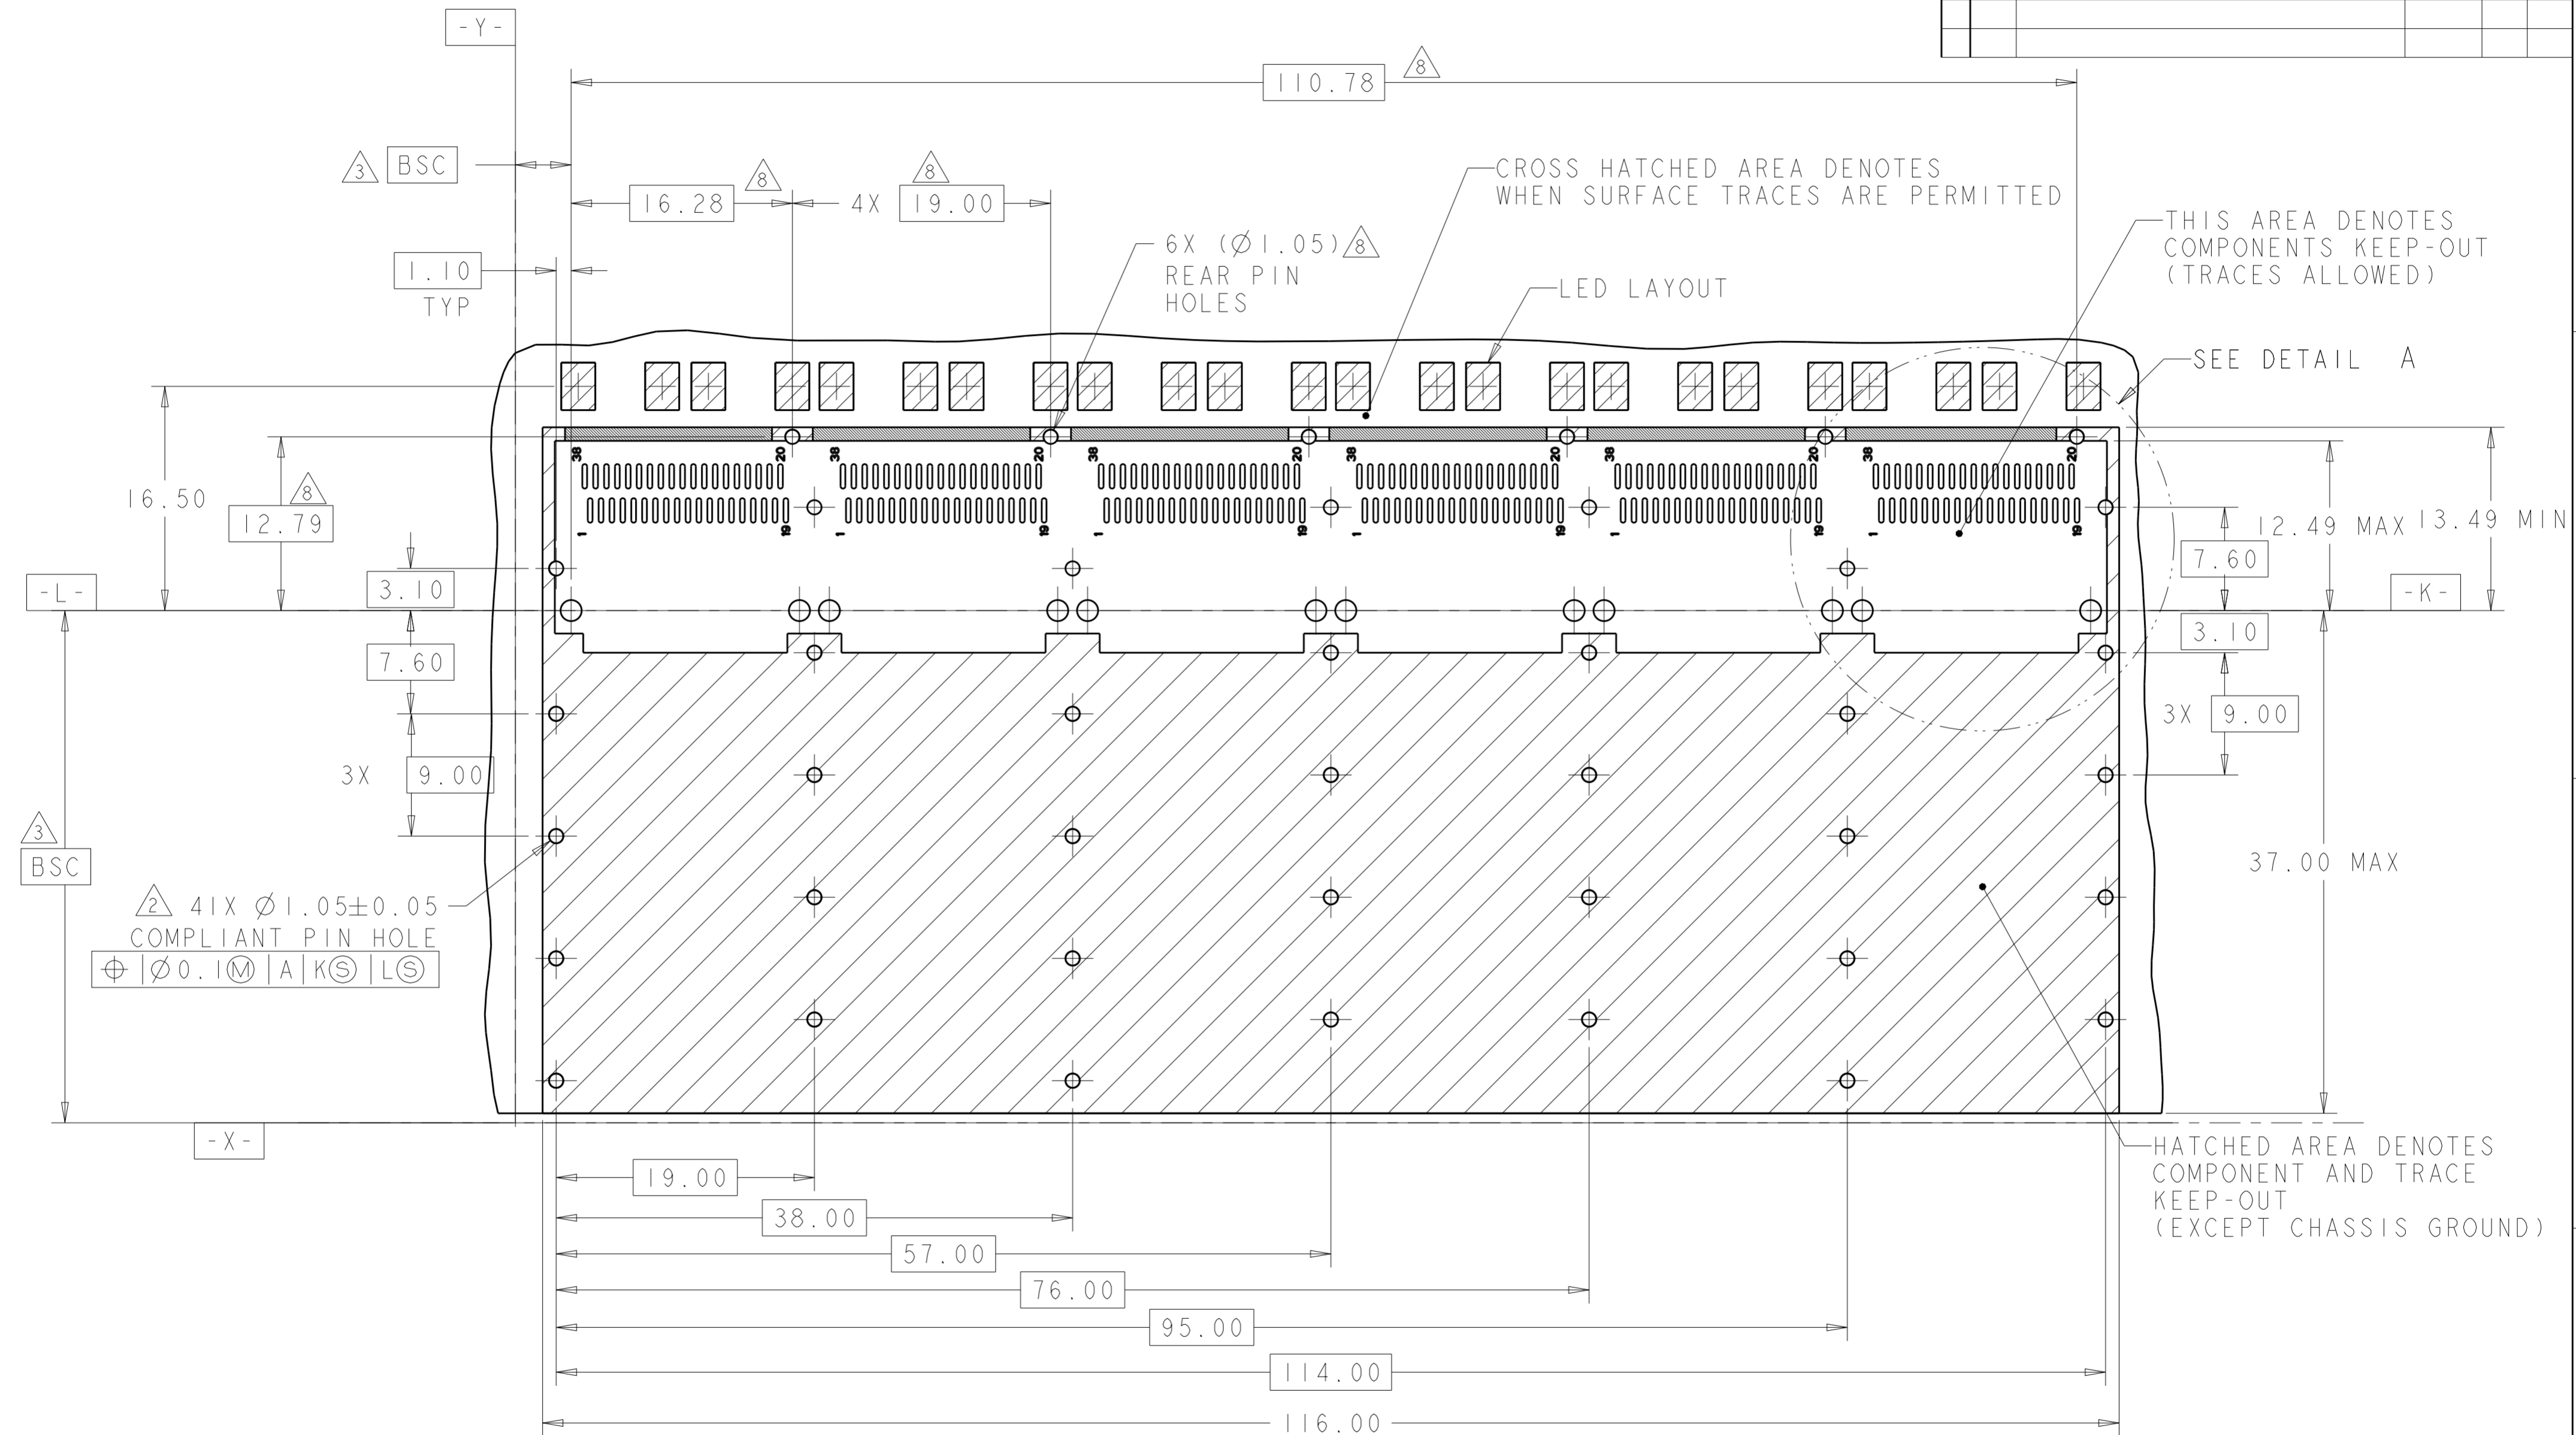 -Y-
110.78 8
3 BSC
16.28 8
4X 19.00 8
CROSS HATCHED AREA DENOTES
WHEN SURFACE TRACES ARE PERMITTED
THIS AREA DENOTES
COMPONENTS KEEP-OUT
(TRACES ALLOWED)
1.10
TYP
6X (Ø1.05) 8
REAR PIN
HOLES
LED LAYOUT
SEE DETAIL A
38 20 38 20 38 20 38 20 38 20 38 20
1 19 1 19 1 19 1 19 1 19 1 19
16.50
12.79 8
12.49 MAX
13.49 MIN
7.60
-L-
3.10
-K-
3.10
7.60
3X 9.00
3X 9.00
3
BSC
37.00 MAX
2 41X Ø1.05±0.05
COMPLIANT PIN HOLE
⌖|Ø0.1Ⓜ|A|KⓈ|LⓈ
-X-
HATCHED AREA DENOTES
COMPONENT AND TRACE
KEEP-OUT
(EXCEPT CHASSIS GROUND)
19.00
38.00
57.00
76.00
95.00
114.00
116.00